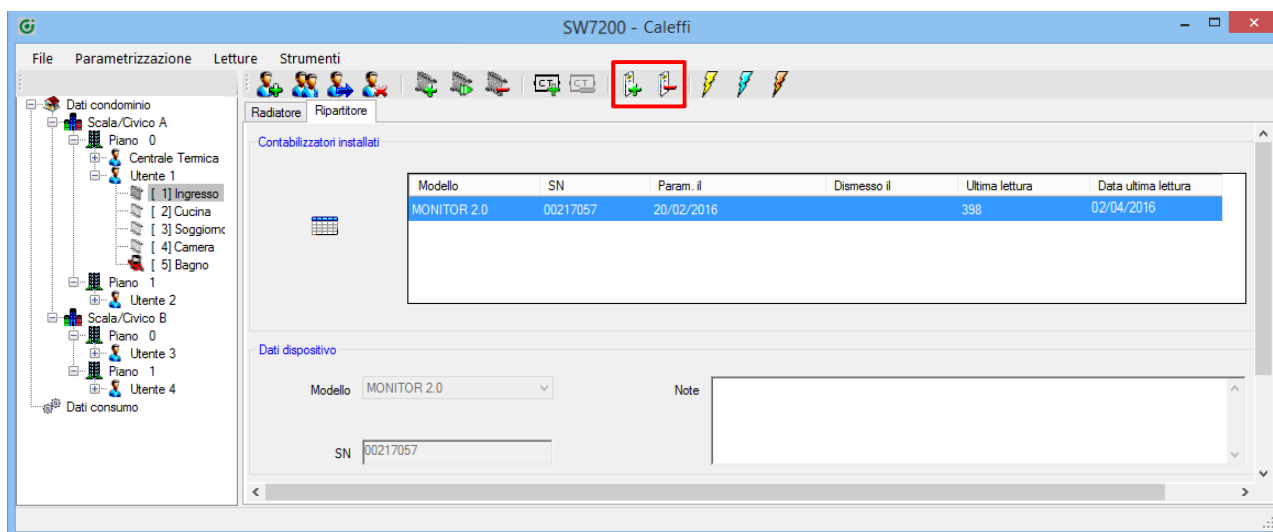 SW7200 - Caleffi
File Parametrizzazione Letture Strumenti
CT CT
Dati condominio
Scala/Civico A
Piano 0
Centrale Termica
Utente 1
[ 1] Ingresso
[ 2] Cucina
[ 3] Soggiorno
[ 4] Camera
[ 5] Bagno
Piano 1
Utente 2
Scala/Civico B
Piano 0
Utente 3
Piano 1
Utente 4
Dati consumo
Radiatore Ripartitore
Contabilizzatori installati
Modello SN Param. il Dismesso il Ultima lettura Data ultima lettura
MONITOR 2.0 00217057 20/02/2016 398 02/04/2016
Dati dispositivo
Modello MONITOR 2.0 Note
SN 00217057